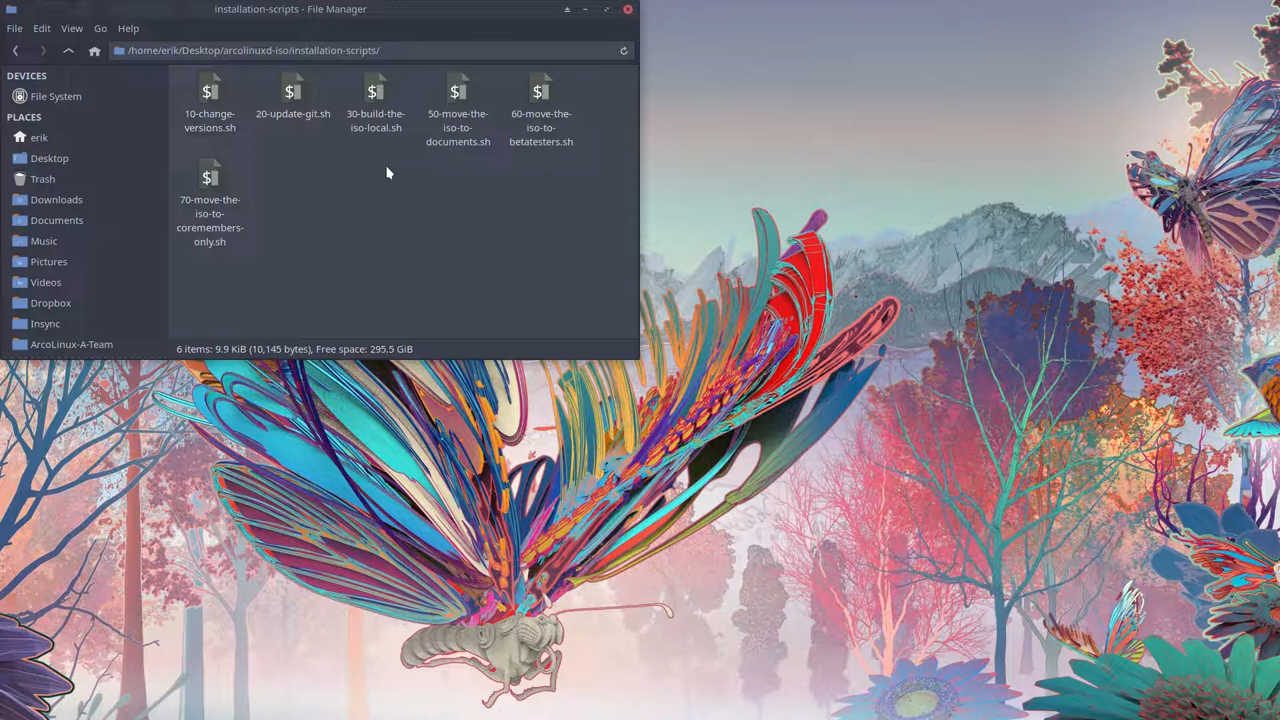 installation-scripts - File Manager
File Edit View Go Help
/home/erik/Desktop/arcolinuxd-iso/installation-scripts/
DEVICES
File System
PLACES
erik
Desktop
Trash
Downloads
Documents
Music
Pictures
Videos
Dropbox
Insync
ArcoLinux-A-Team
10-change-
versions.sh
20-update-git.sh
30-build-the-
iso-local.sh
50-move-the-
iso-to-
documents.sh
60-move-the-
iso-to-
betatesters.sh
70-move-the-
iso-to-
coremembers-
only.sh
6 items: 9.9 KiB (10,145 bytes), Free space: 295.5 GiB